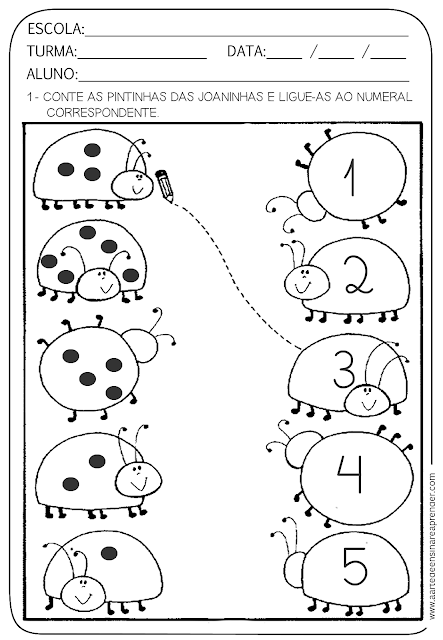 ESCOLA:
TURMA: DATA: / /
ALUNO:
1- CONTE AS PINTINHAS DAS JOANINHAS E LIGUE-AS AO NUMERAL
CORRESPONDENTE.
1
2
3
4
5
www.aarteensinareaprender.com